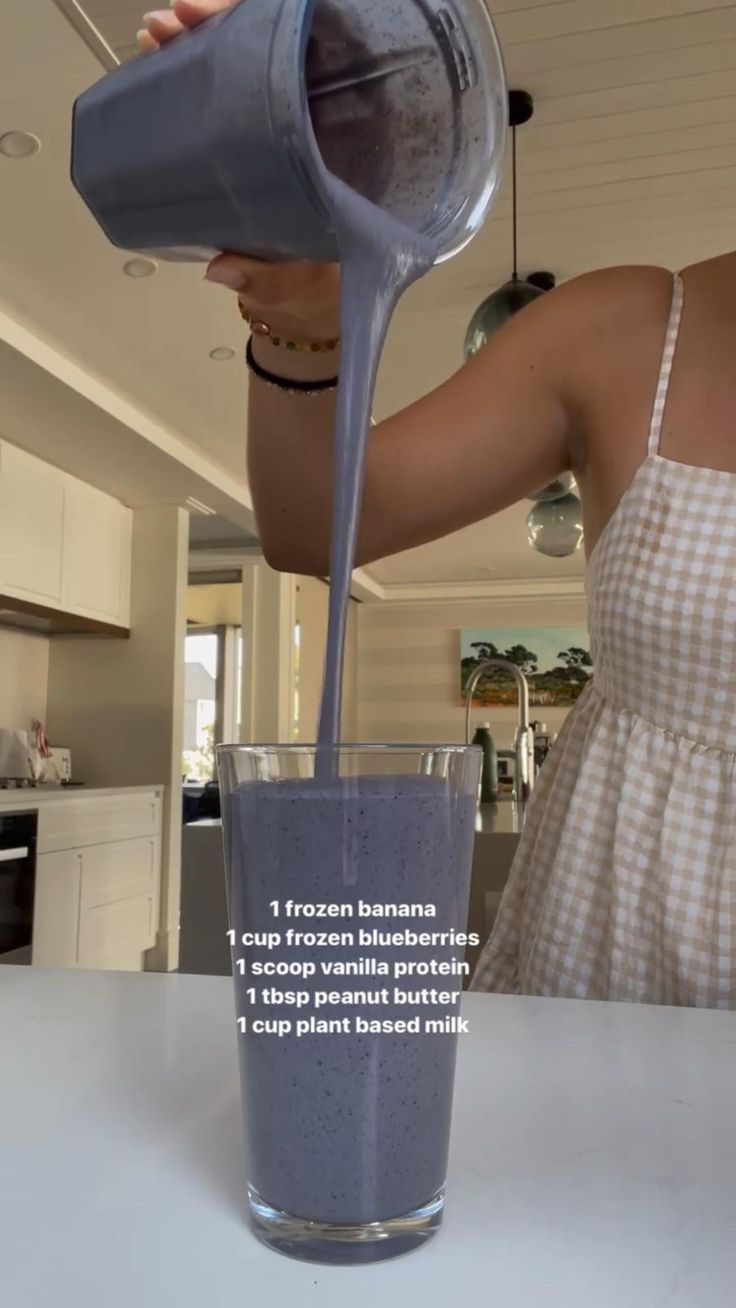 1 frozen banana
1 cup frozen blueberries
1 scoop vanilla protein
1 tbsp peanut butter
1 cup plant based milk